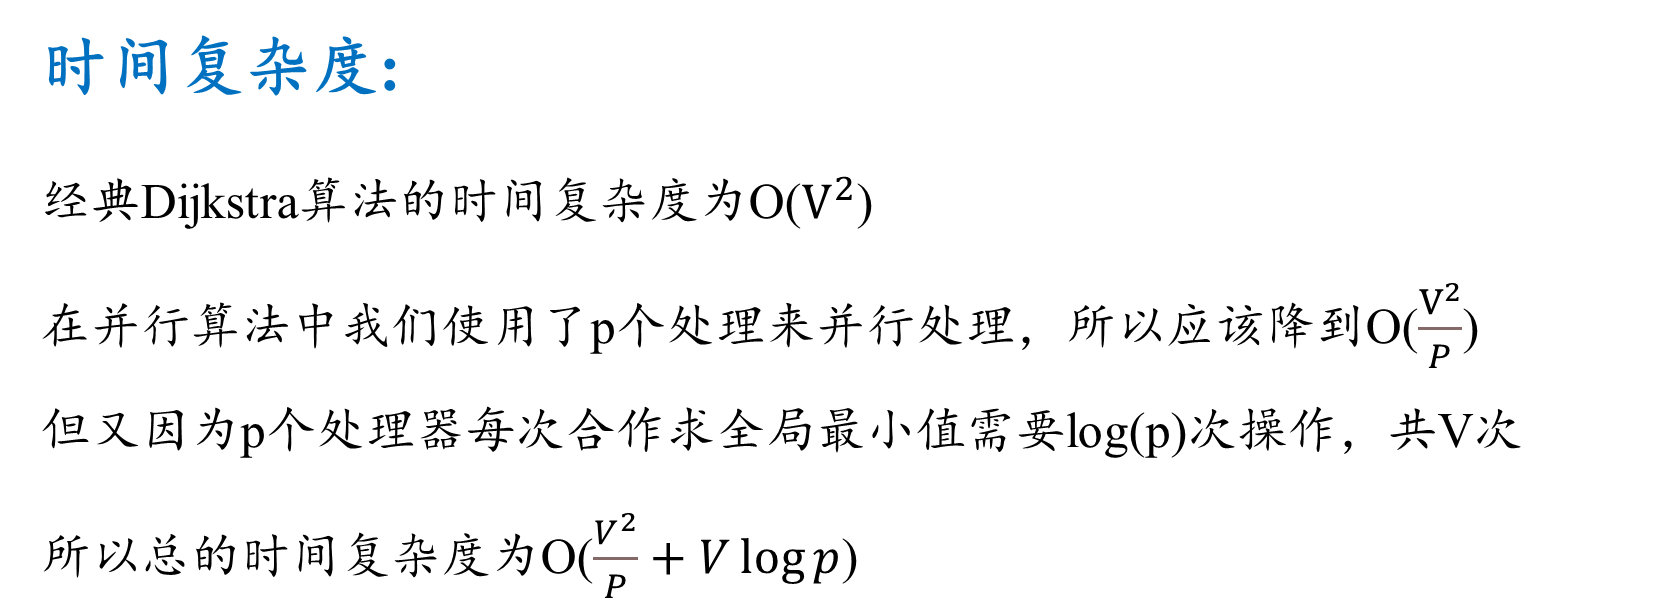 时间复杂度:
经典Dijkstra算法的时间复杂度为O(V²)
在并行算法中我们使用了p个处理来并行处理，所以应该降到O(V²/P)
但又因为p个处理器每次合作求全局最小值需要log(p)次操作，共V次
所以总的时间复杂度为O(V²/P + V log p)